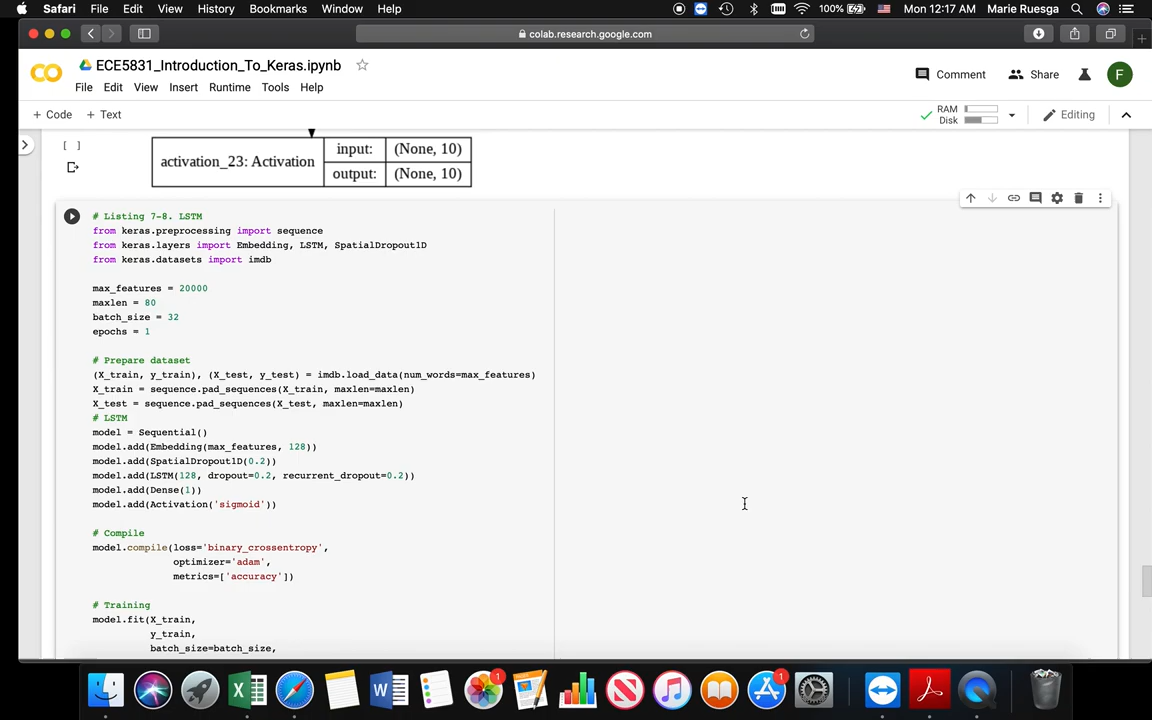 Safari File Edit View History Bookmarks Window Help 100% Mon 12:17 AM Marie Ruesga
colab.research.google.com
CO ECE5831_Introduction_To_Keras.ipynb
Comment Share F
File Edit View Insert Runtime Tools Help
+ Code + Text RAM Disk Editing
[ ]
activation_23: Activation input: (None, 10)
output: (None, 10)
# Listing 7-8. LSTM
from keras.preprocessing import sequence
from keras.layers import Embedding, LSTM, SpatialDropout1D
from keras.datasets import imdb
max_features = 20000
maxlen = 80
batch_size = 32
epochs = 1
# Prepare dataset
(X_train, y_train), (X_test, y_test) = imdb.load_data(num_words=max_features)
X_train = sequence.pad_sequences(X_train, maxlen=maxlen)
X_test = sequence.pad_sequences(X_test, maxlen=maxlen)
# LSTM
model = Sequential()
model.add(Embedding(max_features, 128))
model.add(SpatialDropout1D(0.2))
model.add(LSTM(128, dropout=0.2, recurrent_dropout=0.2))
model.add(Dense(1))
model.add(Activation('sigmoid'))
# Compile
model.compile(loss='binary_crossentropy',
optimizer='adam',
metrics=['accuracy'])
# Training
model.fit(X_train,
y_train,
batch_size=batch_size,
1 1